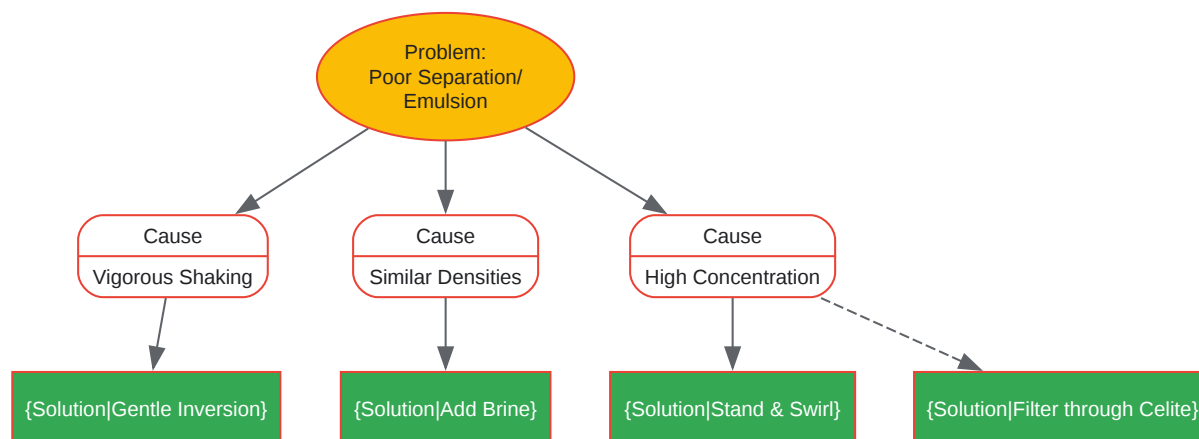 Problem:
Poor Separation/
Emulsion
Cause
Vigorous Shaking
Cause
Similar Densities
Cause
High Concentration
{Solution|Gentle Inversion}
{Solution|Add Brine}
{Solution|Stand & Swirl}
{Solution|Filter through Celite}